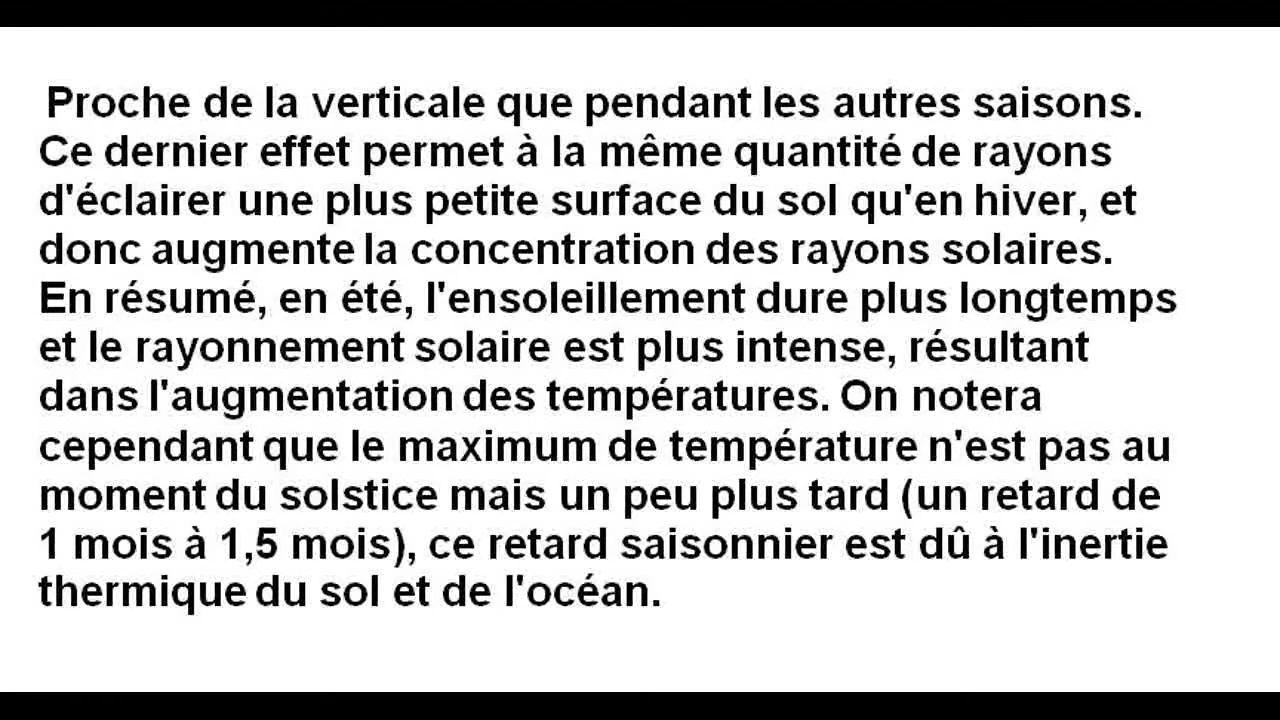 Proche de la verticale que pendant les autres saisons.
Ce dernier effet permet à la même quantité de rayons
d'éclairer une plus petite surface du sol qu'en hiver, et
donc augmente la concentration des rayons solaires.
En résumé, en été, l'ensoleillement dure plus longtemps
et le rayonnement solaire est plus intense, résultant
dans l'augmentation des températures. On notera
cependant que le maximum de température n'est pas au
moment du solstice mais un peu plus tard (un retard de
1 mois à 1,5 mois), ce retard saisonnier est dû à l'inertie
thermique du sol et de l'océan.